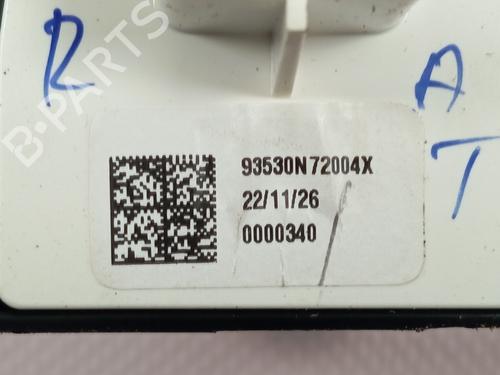 R
A
T
93530N72004X
22/11/26
0000340
B-PARTS